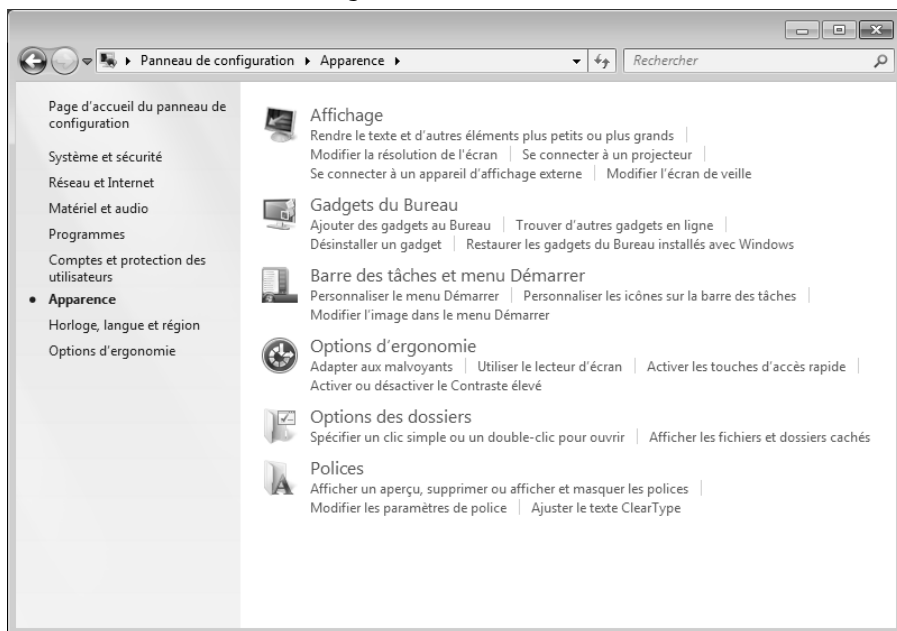 Panneau de configuration ▸ Apparence ▸
Rechercher
Page d'accueil du panneau de
configuration
Système et sécurité
Réseau et Internet
Matériel et audio
Programmes
Comptes et protection des
utilisateurs
• Apparence
Horloge, langue et région
Options d'ergonomie
Affichage
Rendre le texte et d'autres éléments plus petits ou plus grands
Modifier la résolution de l'écran | Se connecter à un projecteur
Se connecter à un appareil d'affichage externe | Modifier l'écran de veille
Gadgets du Bureau
Ajouter des gadgets au Bureau | Trouver d'autres gadgets en ligne
Désinstaller un gadget | Restaurer les gadgets du Bureau installés avec Windows
Barre des tâches et menu Démarrer
Personnaliser le menu Démarrer | Personnaliser les icônes sur la barre des tâches
Modifier l'image dans le menu Démarrer
Options d'ergonomie
Adapter aux malvoyants | Utiliser le lecteur d'écran | Activer les touches d'accès rapide
Activer ou désactiver le Contraste élevé
Options des dossiers
Spécifier un clic simple ou un double-clic pour ouvrir | Afficher les fichiers et dossiers cachés
Polices
Afficher un aperçu, supprimer ou afficher et masquer les polices
Modifier les paramètres de police | Ajuster le texte ClearType